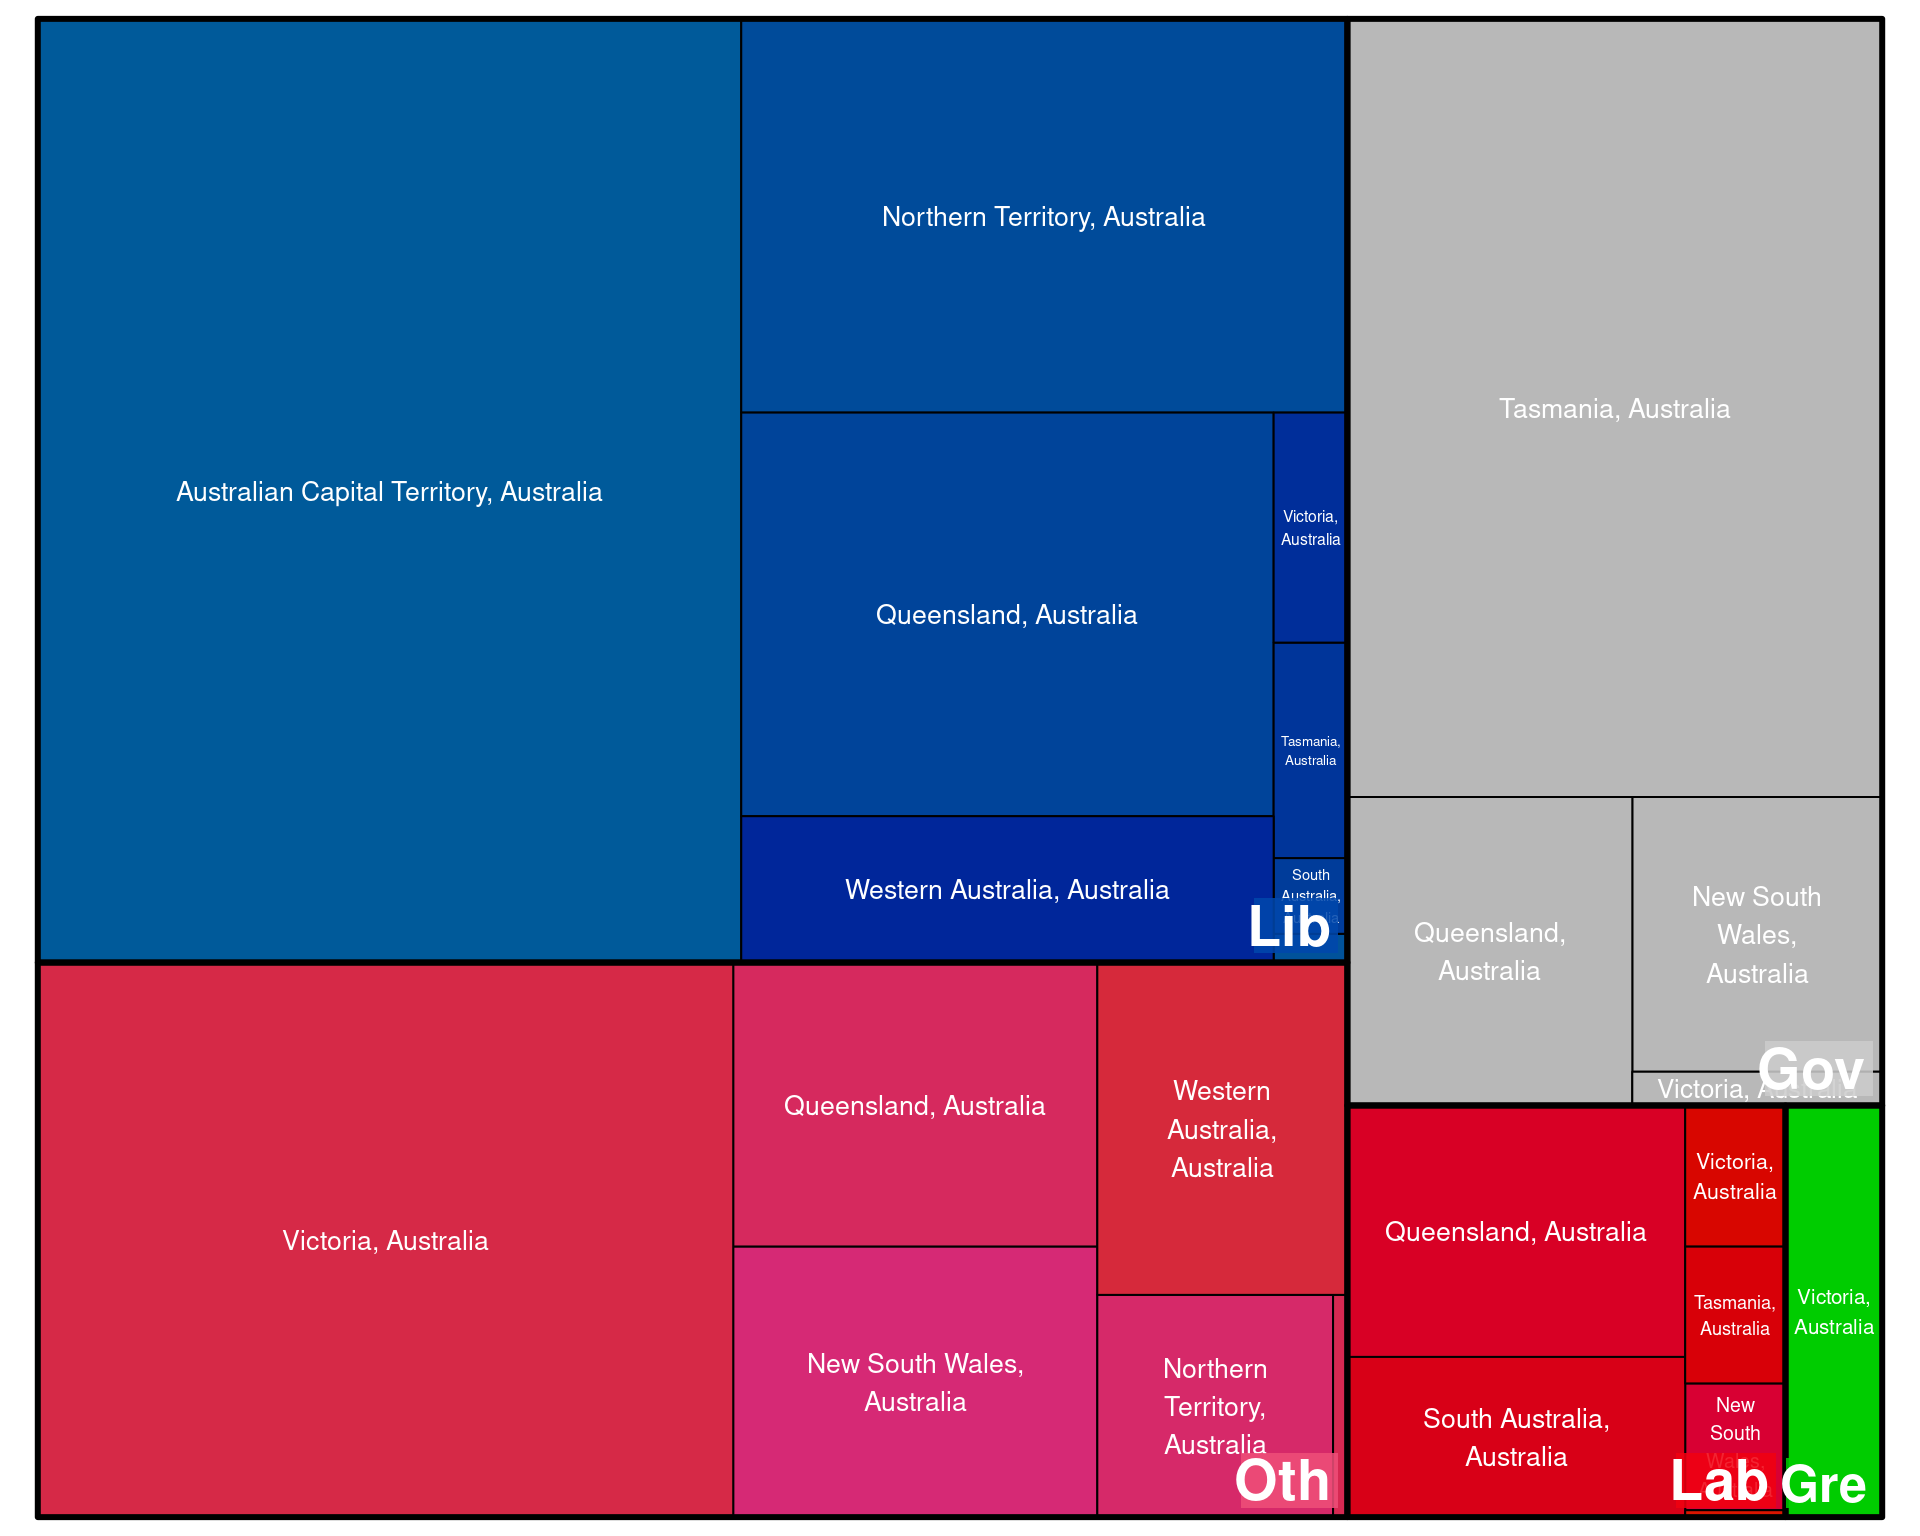 Australian Capital Territory, Australia
Northern Territory, Australia
Queensland, Australia
Victoria,
Australia
Tasmania,
Australia
Western Australia, Australia
South
Australia,
Lib
Tasmania, Australia
Queensland,
Australia
New South
Wales,
Australia
Victoria, Australia
Gov
Victoria, Australia
Queensland, Australia
New South Wales,
Australia
Western
Australia,
Australia
Northern
Territory,
Australia
Oth
Queensland, Australia
South Australia,
Australia
Victoria,
Australia
Tasmania,
Australia
New
South
Wales,
Lab
Victoria,
Australia
Gre